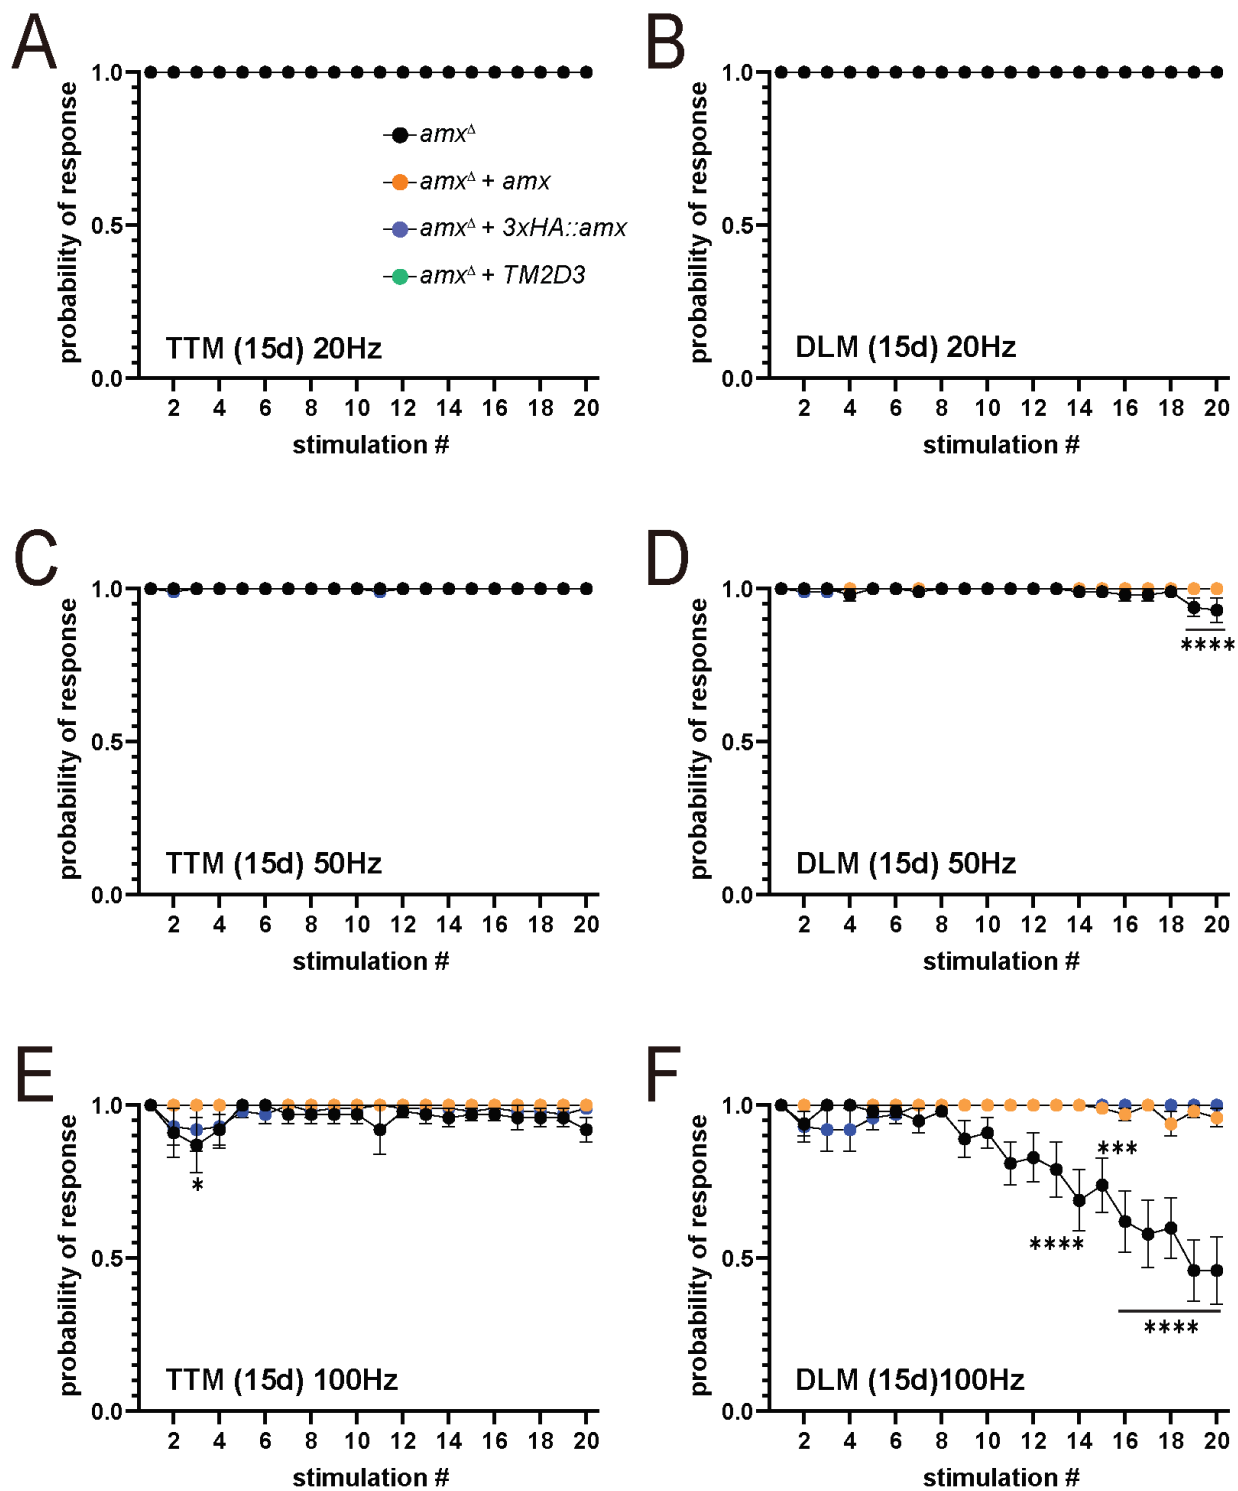 A
probability of response
1.0
0.5
0.0
amxΔ
amxΔ + amx
amxΔ + 3xHA::amx
amxΔ + TM2D3
TTM (15d) 20Hz
2 4 6 8 10 12 14 16 18 20
stimulation #
B
probability of response
1.0
0.5
0.0
DLM (15d) 20Hz
2 4 6 8 10 12 14 16 18 20
stimulation #
C
probability of response
1.0
0.5
0.0
TTM (15d) 50Hz
2 4 6 8 10 12 14 16 18 20
stimulation #
D
probability of response
1.0
0.5
0.0
****
DLM (15d) 50Hz
2 4 6 8 10 12 14 16 18 20
stimulation #
E
probability of response
1.0
0.5
0.0
*
TTM (15d) 100Hz
2 4 6 8 10 12 14 16 18 20
stimulation #
F
probability of response
1.0
0.5
0.0
***
****
****
DLM (15d)100Hz
2 4 6 8 10 12 14 16 18 20
stimulation #